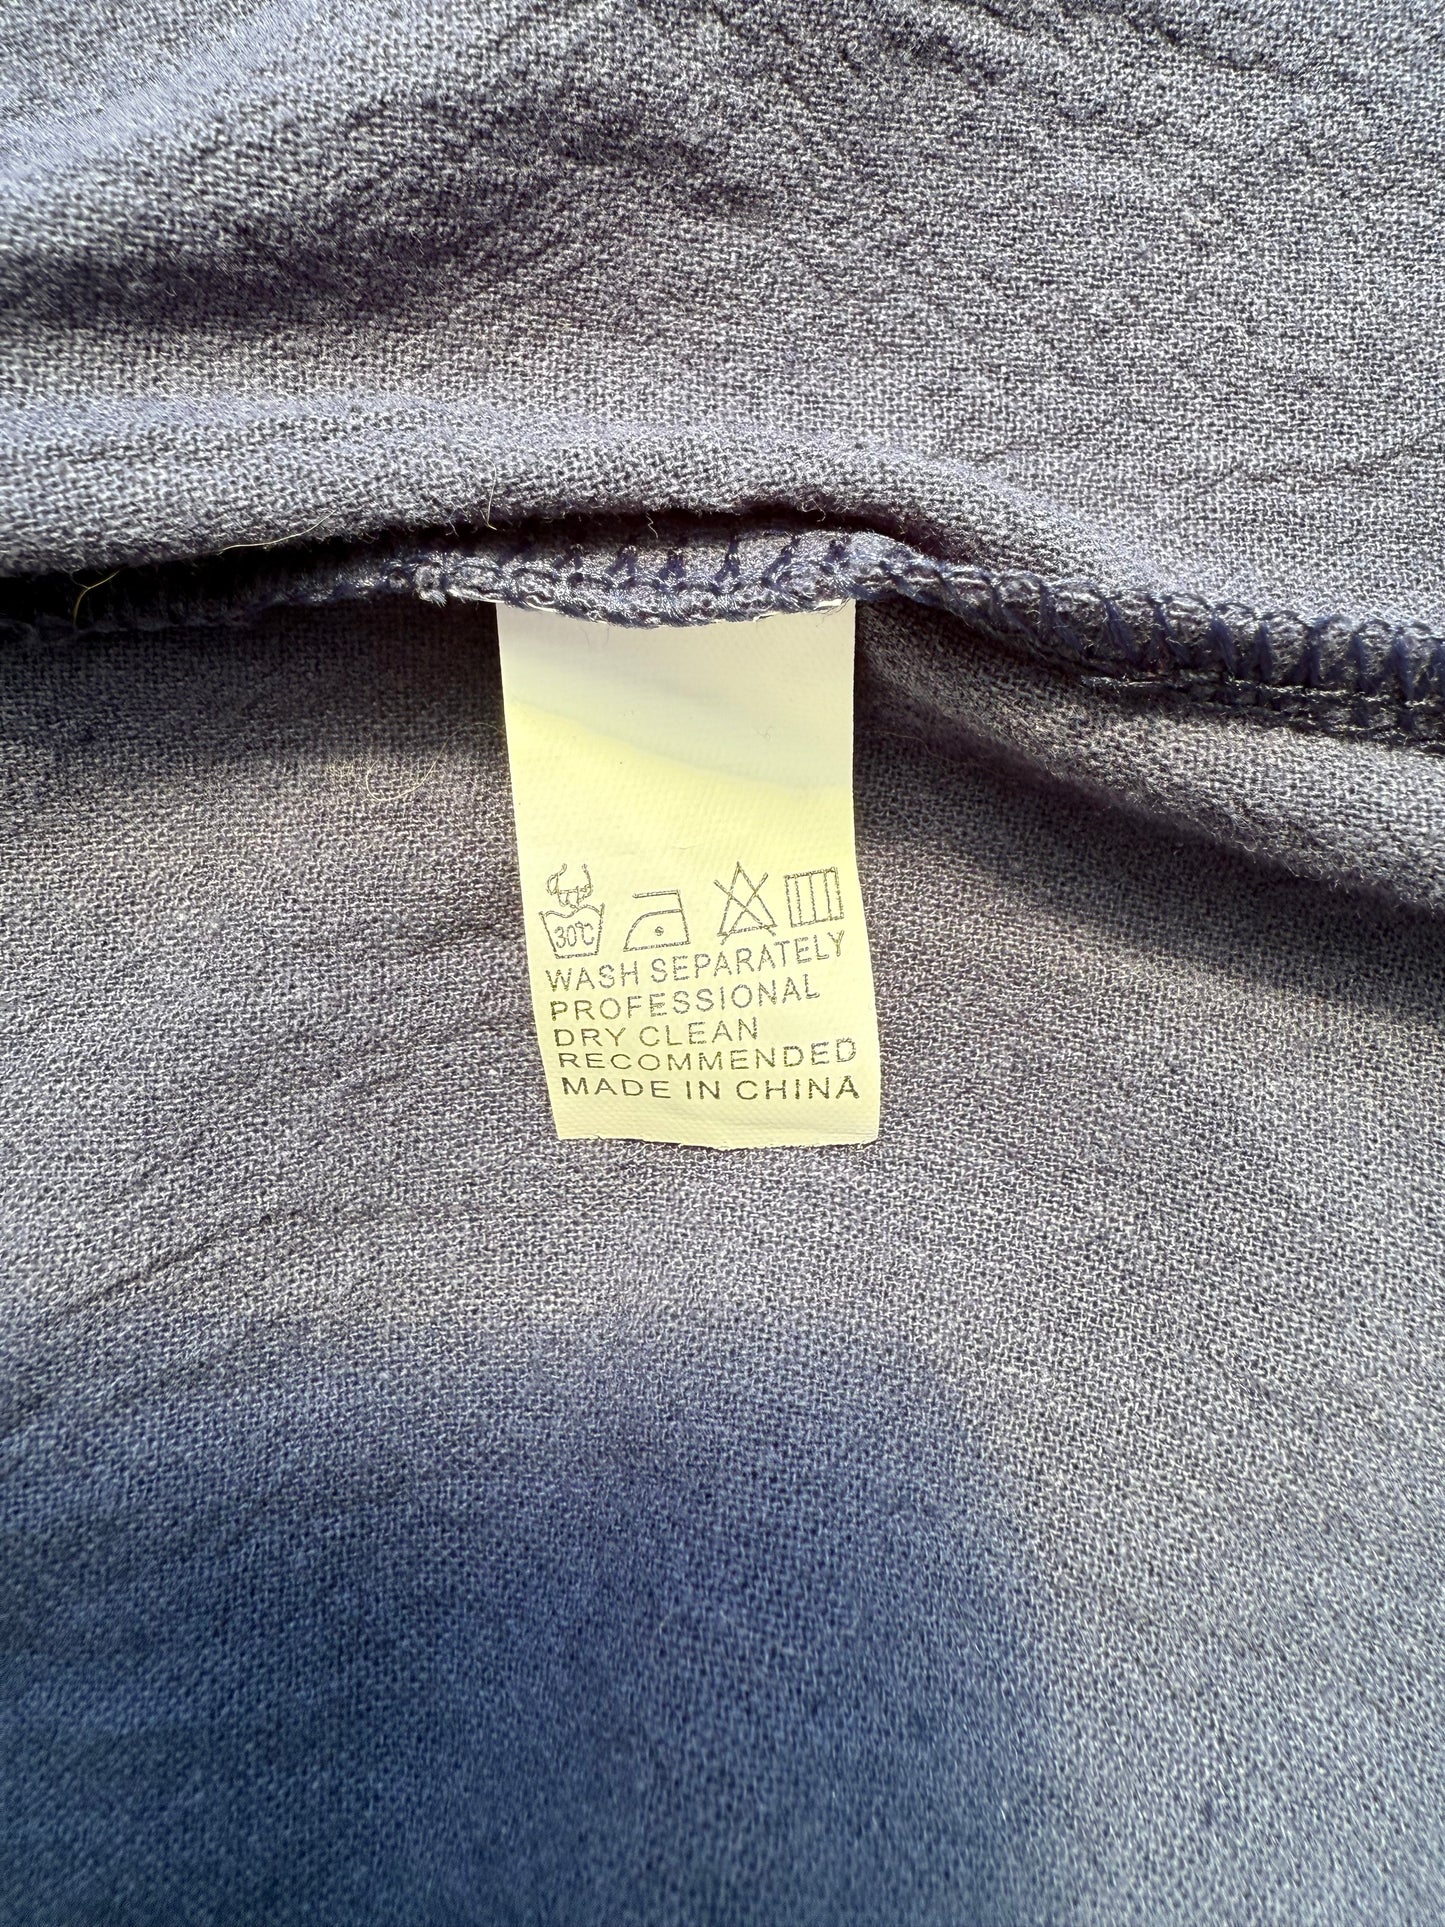 30℃
WASH SEPARATELY
PROFESSIONAL
DRY CLEAN
RECOMMENDED
MADE IN CHINA